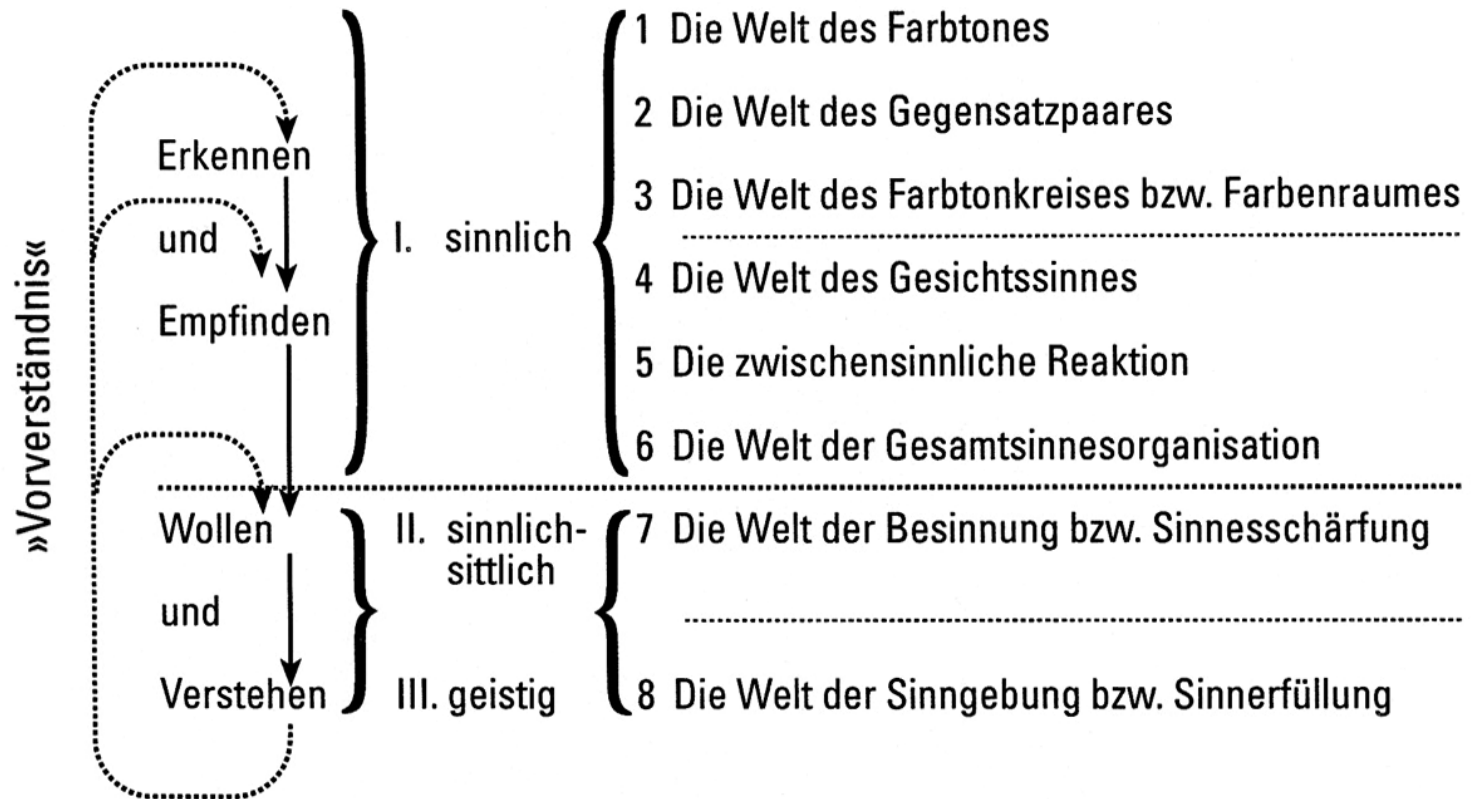 »Vorverständnis«
Erkennen
und
Empfinden
Wollen
und
Verstehen
I. sinnlich
II. sinnlich-
sittlich
III. geistig
1 Die Welt des Farbtones
2 Die Welt des Gegensatzpaares
3 Die Welt des Farbtonkreises bzw. Farbenraumes
4 Die Welt des Gesichtssinnes
5 Die zwischensinnliche Reaktion
6 Die Welt der Gesamtsinnesorganisation
7 Die Welt der Besinnung bzw. Sinnesschärfung
8 Die Welt der Sinngebung bzw. Sinnerfüllung